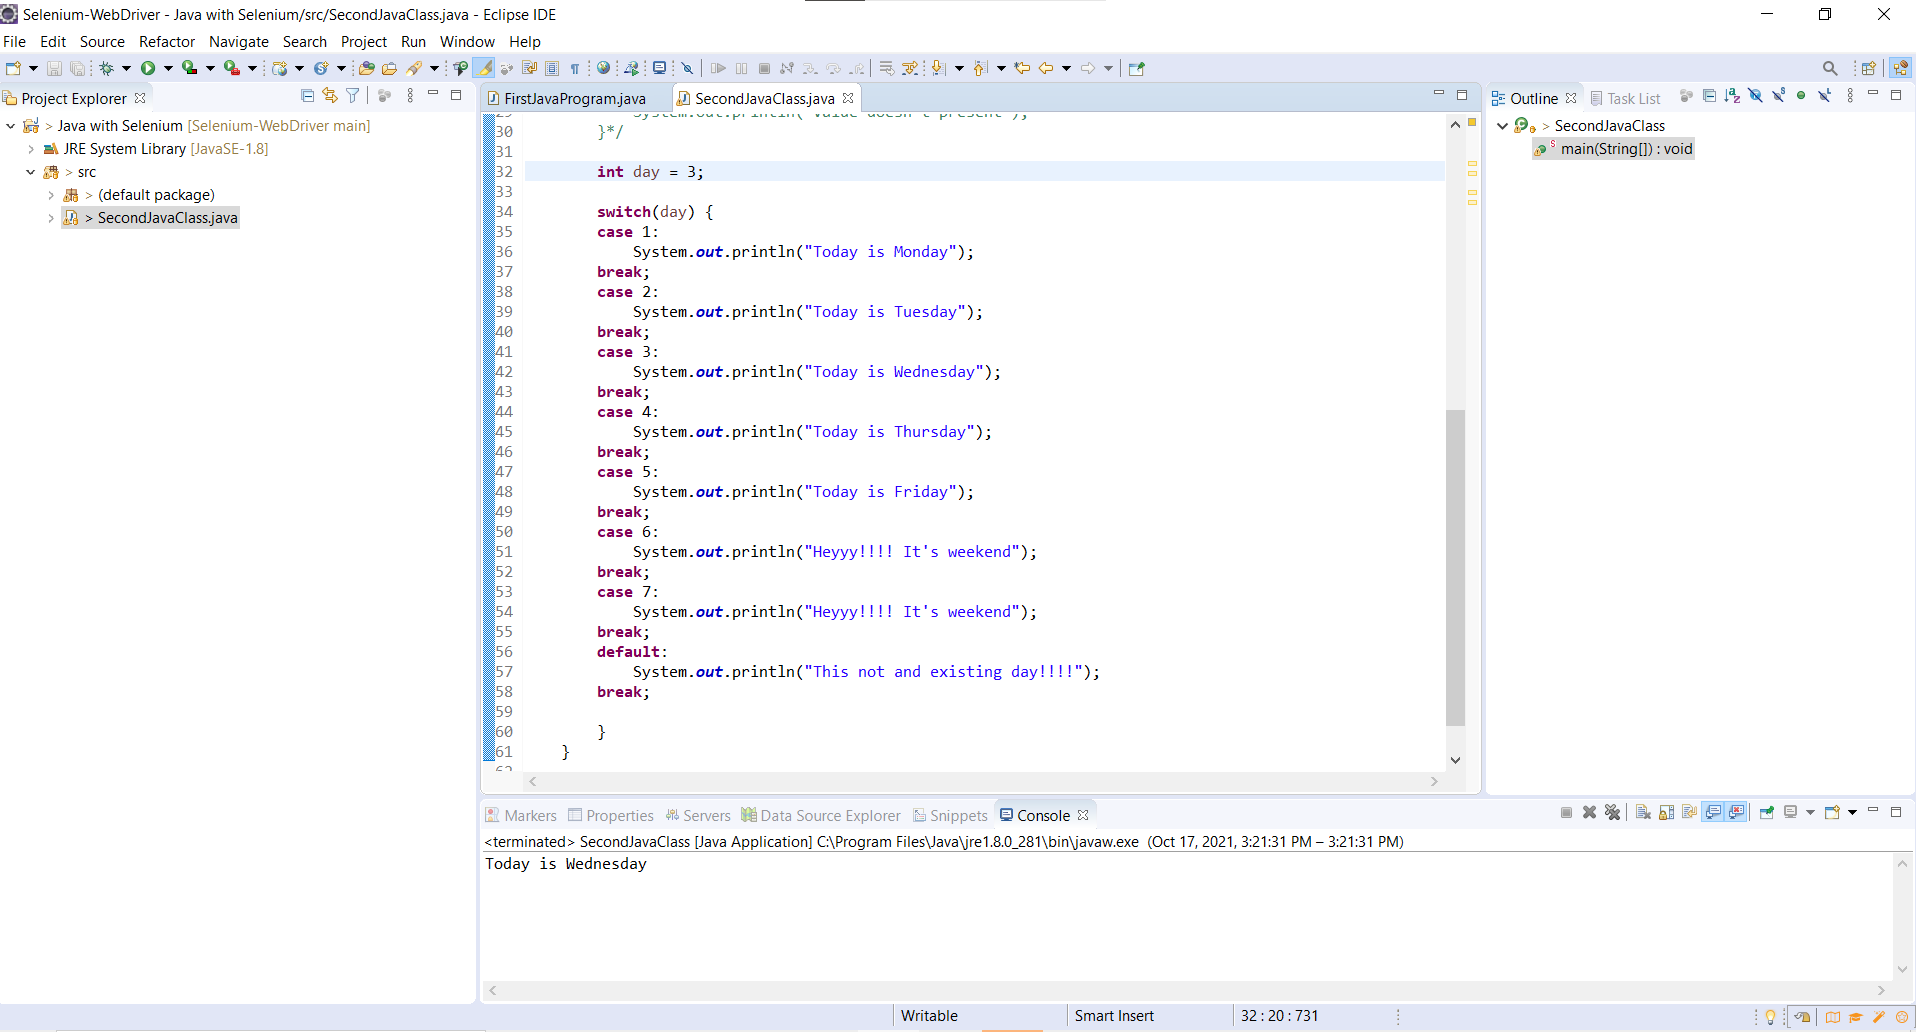 Selenium-WebDriver - Java with Selenium/src/SecondJavaClass.java - Eclipse IDE
File Edit Source Refactor Navigate Search Project Run Window Help
Project Explorer
> Java with Selenium [Selenium-WebDriver main]
JRE System Library [JavaSE-1.8]
> src
> (default package)
> SecondJavaClass.java
FirstJavaProgram.java SecondJavaClass.java
30 }*/
31
32 int day = 3;
33
34 switch(day) {
35 case 1:
36 System.out.println("Today is Monday");
37 break;
38 case 2:
39 System.out.println("Today is Tuesday");
40 break;
41 case 3:
42 System.out.println("Today is Wednesday");
43 break;
44 case 4:
45 System.out.println("Today is Thursday");
46 break;
47 case 5:
48 System.out.println("Today is Friday");
49 break;
50 case 6:
51 System.out.println("Heyyy!!!! It's weekend");
52 break;
53 case 7:
54 System.out.println("Heyyy!!!! It's weekend");
55 break;
56 default:
57 System.out.println("This not and existing day!!!!");
58 break;
59
60 }
61 }
Outline Task List
> SecondJavaClass
main(String[]) : void
Markers Properties Servers Data Source Explorer Snippets Console
<terminated> SecondJavaClass [Java Application] C:\Program Files\Java\jre1.8.0_281\bin\javaw.exe (Oct 17, 2021, 3:21:31 PM – 3:21:31 PM)
Today is Wednesday
Writable Smart Insert 32 : 20 : 731